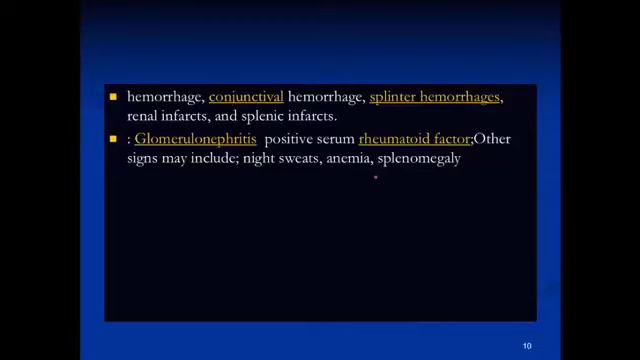 hemorrhage, conjunctival hemorrhage, splinter hemorrhages,
renal infarcts, and splenic infarcts.
: Glomerulonephritis positive serum rheumatoid factor;Other
signs may include; night sweats, anemia, splenomegaly
10